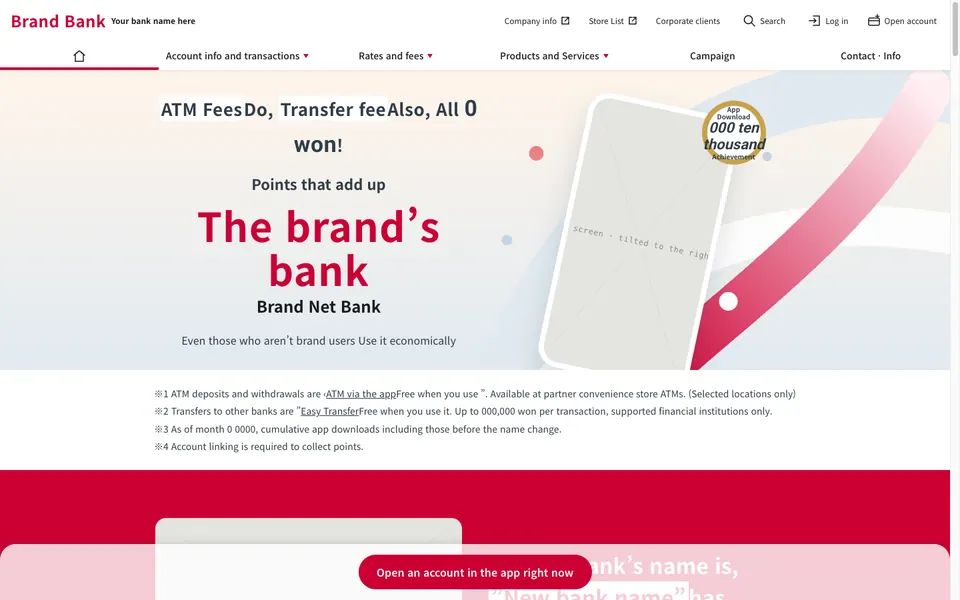 Brand Bank Your bank name here
Company info Store List Corporate clients Search Log in Open account
Account info and transactions Rates and fees Products and Services Campaign Contact · Info
ATM FeesDo, Transfer feeAlso, All 0
won!
Points that add up
The brand’s
bank
Brand Net Bank
Even those who aren’t brand users Use it economically
App
Download
000 ten
thousand
Achievement
screen - tilted to the righ
※1 ATM deposits and withdrawals are ‹ATM via the appFree when you use ”. Available at partner convenience store ATMs. (Selected locations only)
※2 Transfers to other banks are ”Easy TransferFree when you use it. Up to 000,000 won per transaction, supported financial institutions only.
※3 As of month 0 0000, cumulative app downloads including those before the name change.
※4 Account linking is required to collect points.
ank’s name is,
“New bank name” has
Open an account in the app right now